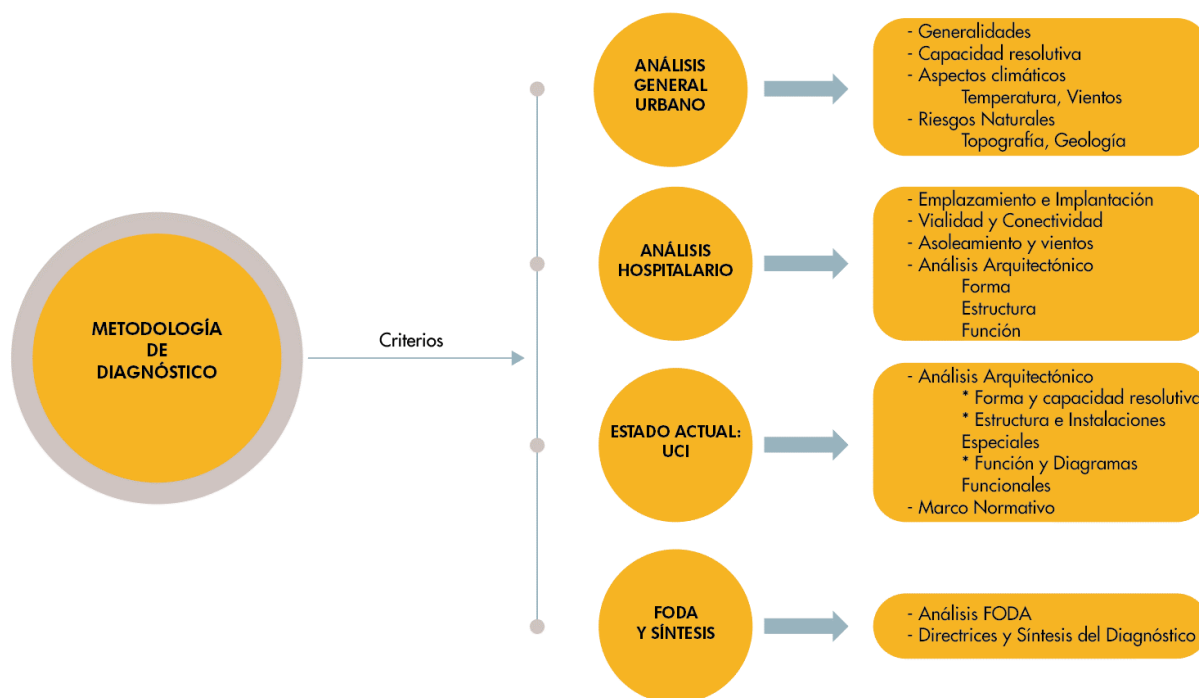 METODOLOGÍA
DE
DIAGNÓSTICO
Criterios
ANÁLISIS
GENERAL
URBANO
- Generalidades
- Capacidad resolutiva
- Aspectos climáticos
Temperatura, Vientos
- Riesgos Naturales
Topografía, Geología
ANÁLISIS
HOSPITALARIO
- Emplazamiento e Implantación
- Vialidad y Conectividad
- Asoleamiento y vientos
- Análisis Arquitectónico
Forma
Estructura
Función
ESTADO ACTUAL:
UCI
- Análisis Arquitectónico
* Forma y capacidad resolutiva
* Estructura e Instalaciones
Especiales
* Función y Diagramas
Funcionales
- Marco Normativo
FODA
Y SÍNTESIS
- Análisis FODA
- Directrices y Síntesis del Diagnóstico